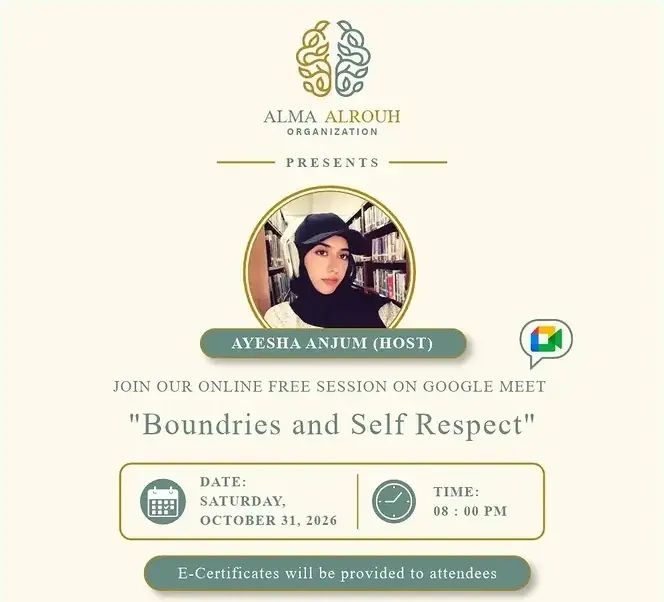 ALMA ALROUH
ORGANIZATION
PRESENTS
AYESHA ANJUM (HOST)
JOIN OUR ONLINE FREE SESSION ON GOOGLE MEET
"Boundries and Self Respect"
DATE:
SATURDAY,
OCTOBER 31, 2026
TIME:
08 : 00 PM
E-Certificates will be provided to attendees